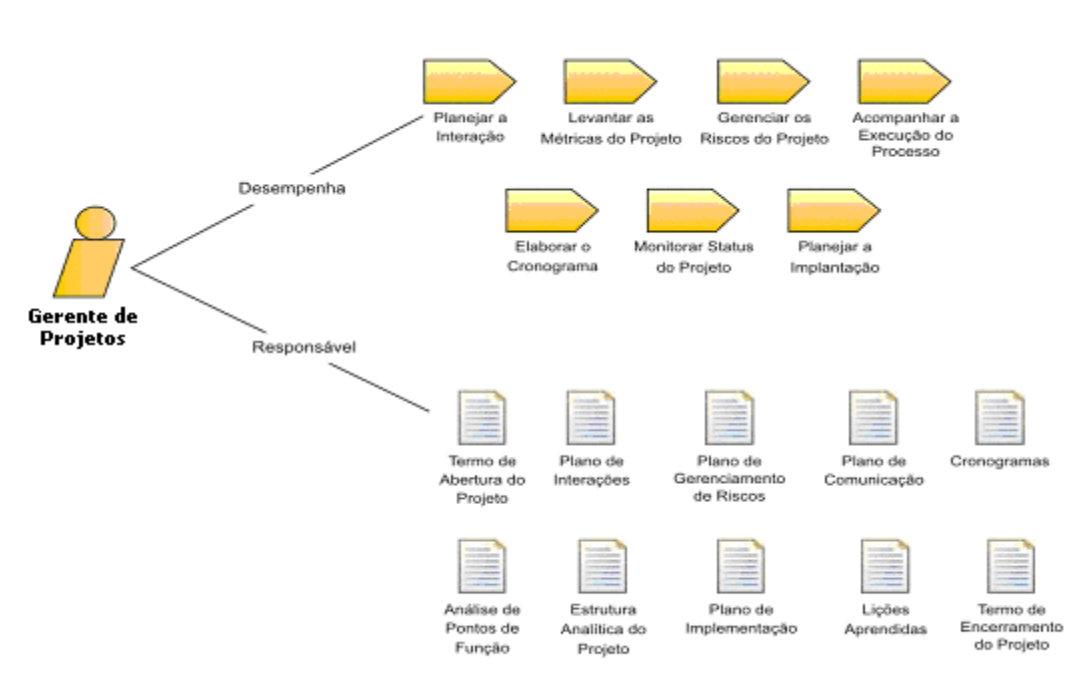 Planejar a
Interação
Levantar as
Métricas do Projeto
Gerenciar os
Riscos do Projeto
Acompanhar a
Execução do
Processo
Desempenha
Elaborar o
Cronograma
Monitorar Status
do Projeto
Planejar a
Implantação
Gerente de
Projetos
Responsável
Termo de
Abertura do
Projeto
Plano de
Interações
Plano de
Gerenciamento
de Riscos
Plano de
Comunicação
Cronogramas
Análise de
Pontos de
Função
Estrutura
Analítica do
Projeto
Plano de
Implementação
Lições
Aprendidas
Termo de
Encerramento
do Projeto